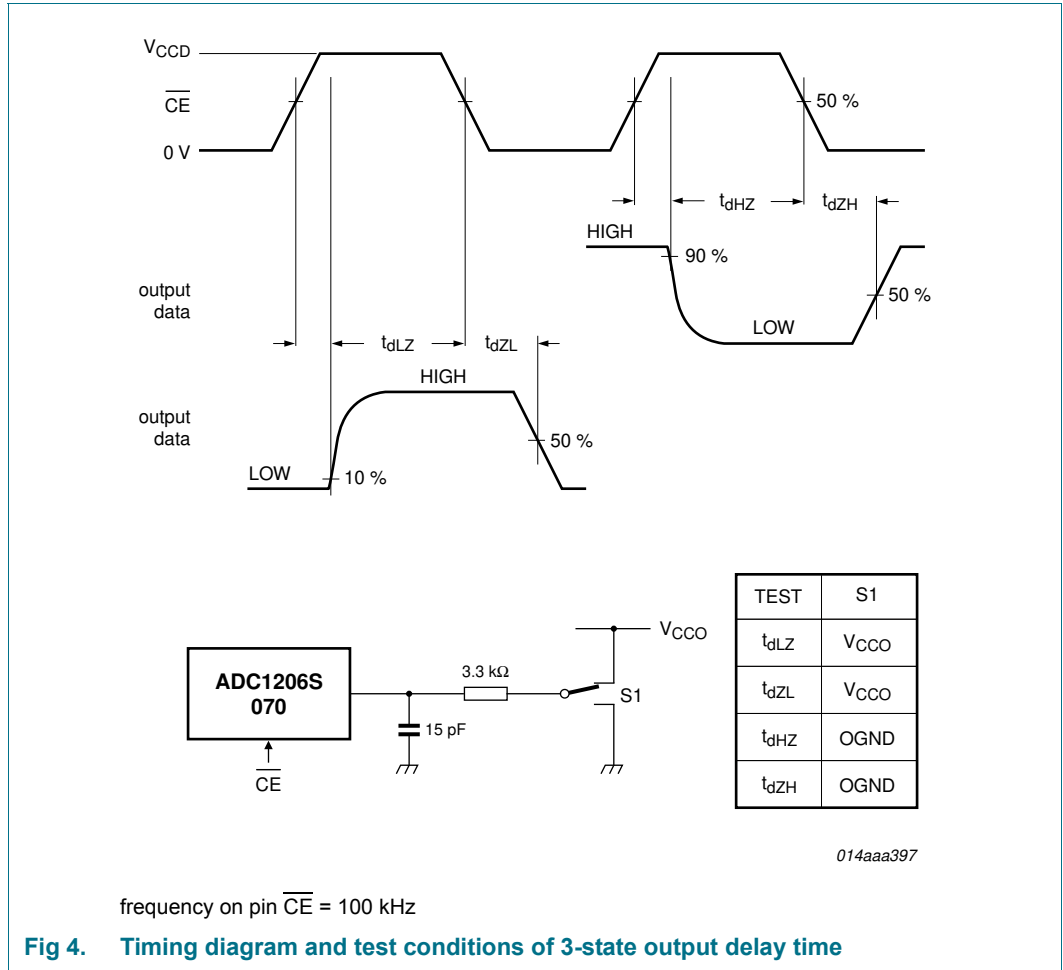 VCCD
CE
50 %
0 V
tdHZ
tdZH
HIGH
90 %
output
data
50 %
LOW
tdLZ
tdZL
HIGH
output
data
50 %
LOW
10 %
TEST S1
VCCO
tdLZ VCCO
3.3 kΩ
ADC1206S
070
S1
tdZL VCCO
15 pF
tdHZ OGND
CE
tdZH OGND
014aaa397
frequency on pin CE = 100 kHz
Fig 4. Timing diagram and test conditions of 3-state output delay time